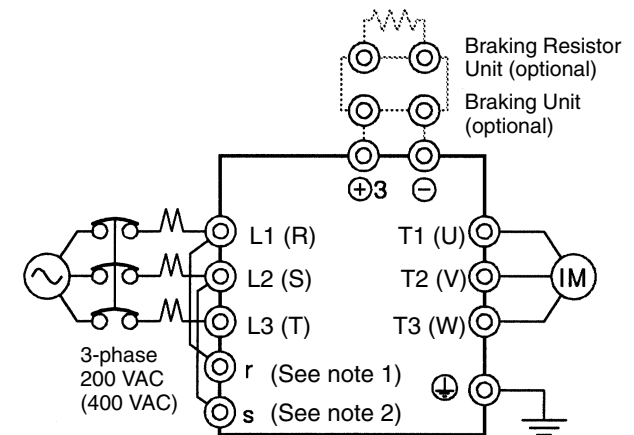 Braking Resistor
Unit (optional)
Braking Unit
(optional)
⊕3 ⊖
L1 (R)
T1 (U)
L2 (S)
T2 (V)
IM
L3 (T)
T3 (W)
3-phase
200 VAC
(400 VAC)
r (See note 1)
s (See note 2)